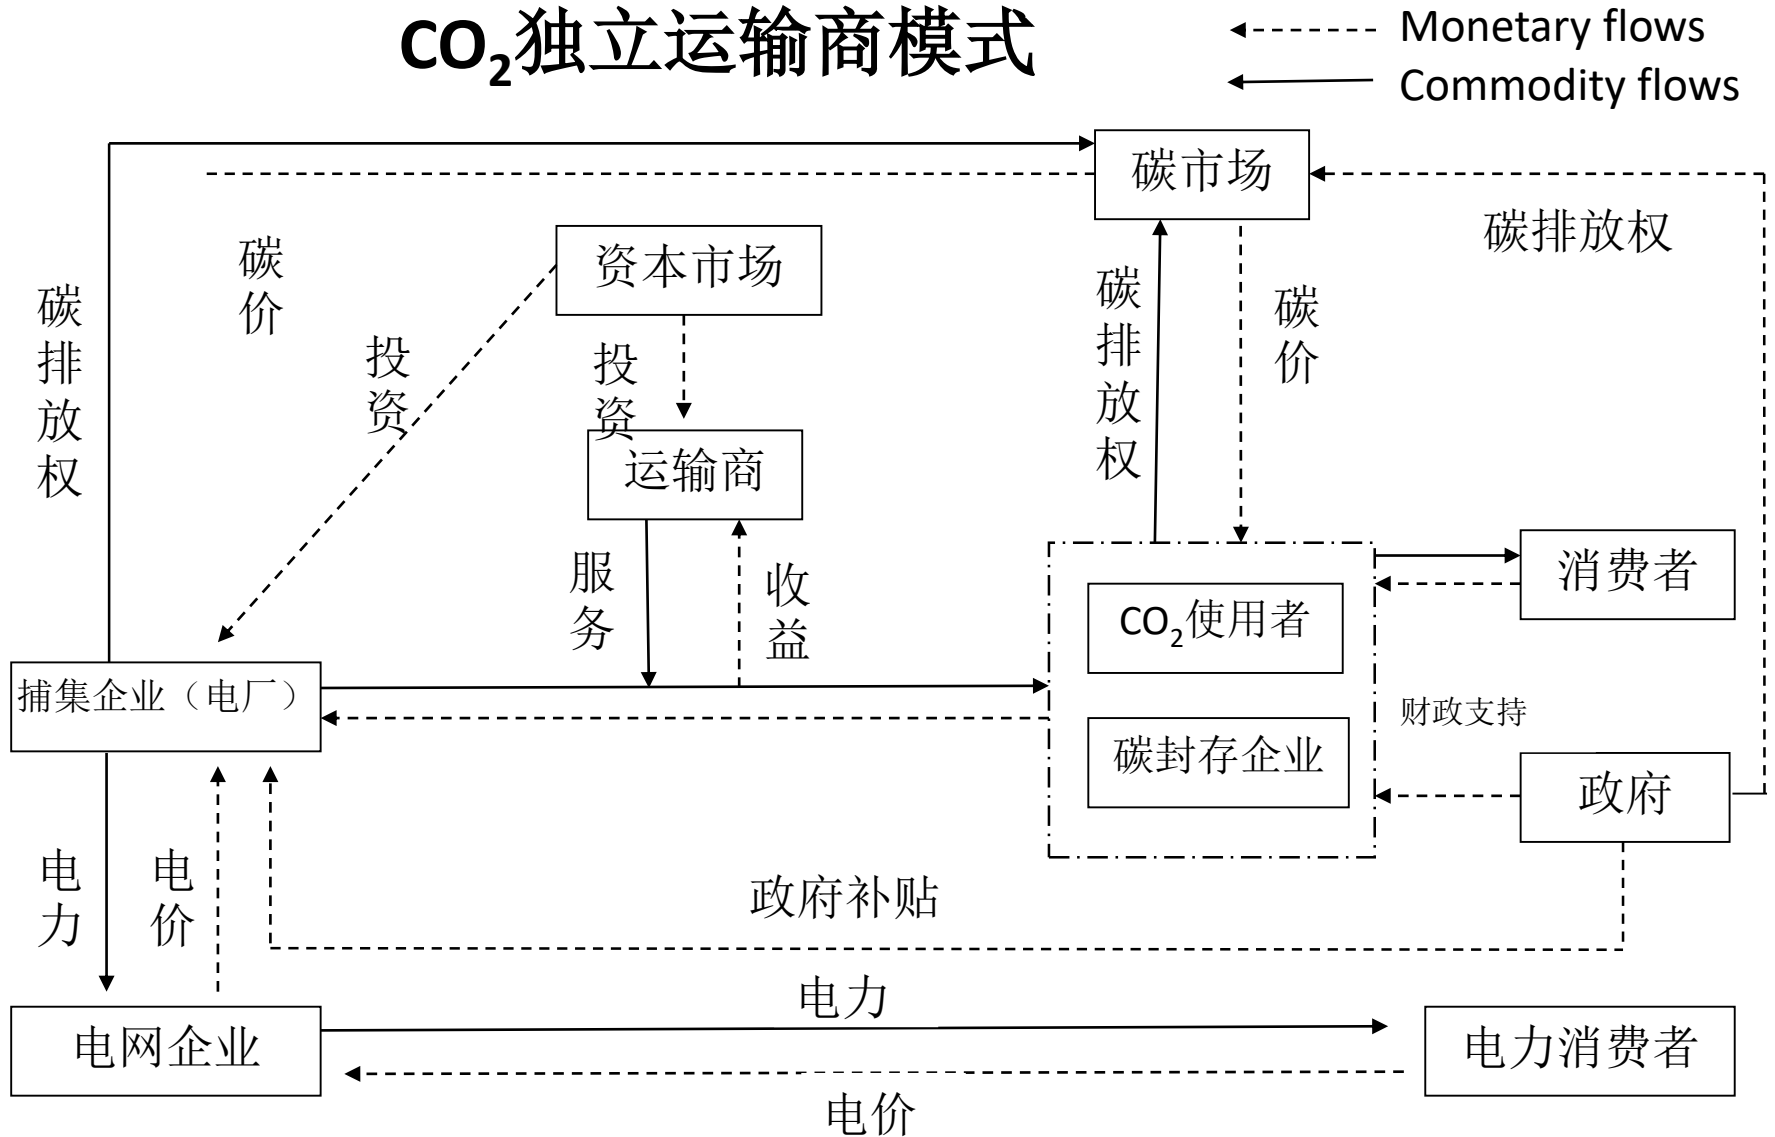 CO2独立运输商模式
Monetary flows
Commodity flows
碳市场
碳排放权
资本市场
碳价
碳排放权
投资
投资
碳排放权
碳价
运输商
服务
收益
消费者
CO2使用者
捕集企业（电厂）
财政支持
碳封存企业
政府
电力
电价
政府补贴
电力
电网企业
电力消费者
电价